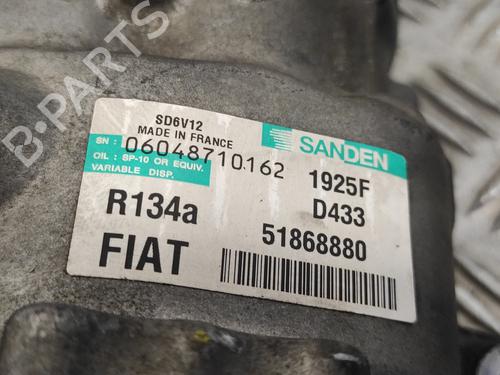 SD6V12
MADE IN FRANCE
SANDEN
SN : 06048710162
OIL : SP-10 OR EQUIV.
VARIABLE DISP.
1925F
R134a
D433
FIAT
51868880
B-PARTS